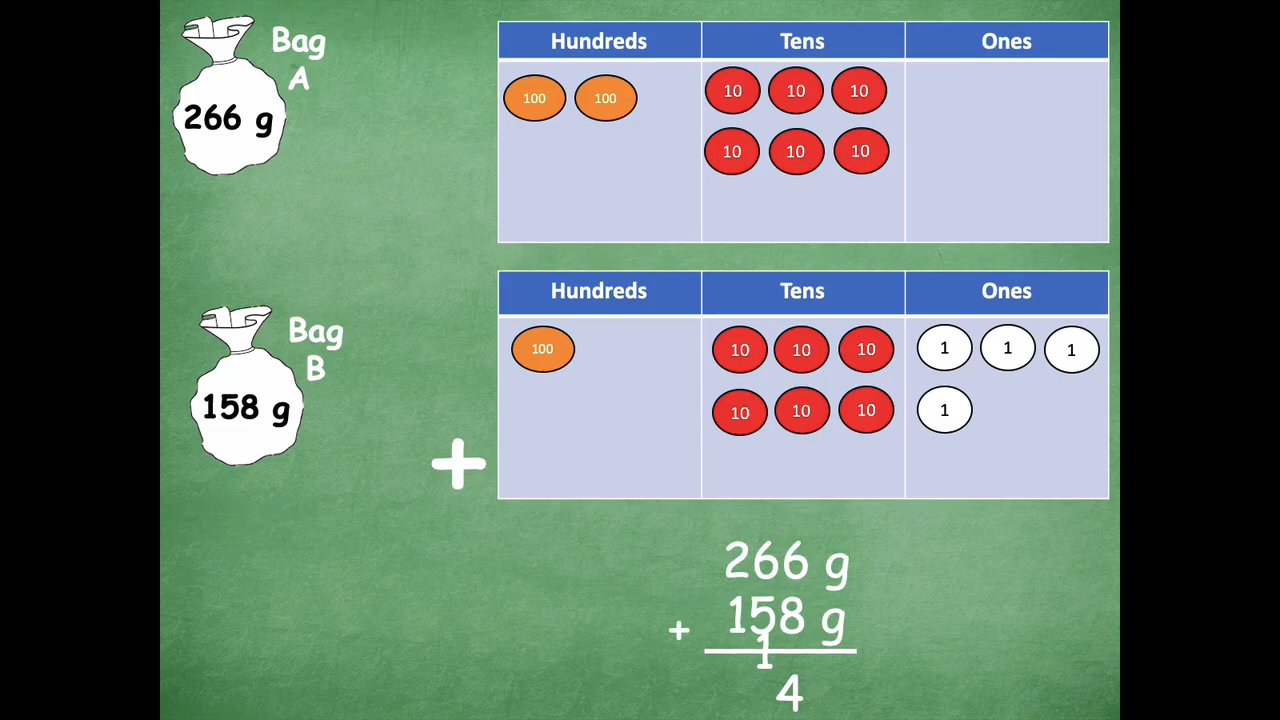 Bag
A
266 g
Hundreds Tens Ones
100 100 10 10 10
10 10 10
Bag
B
158 g
Hundreds Tens Ones
100 10 10 10 1 1 1
10 10 10 1
+
266 g
+ 158 g
1
4